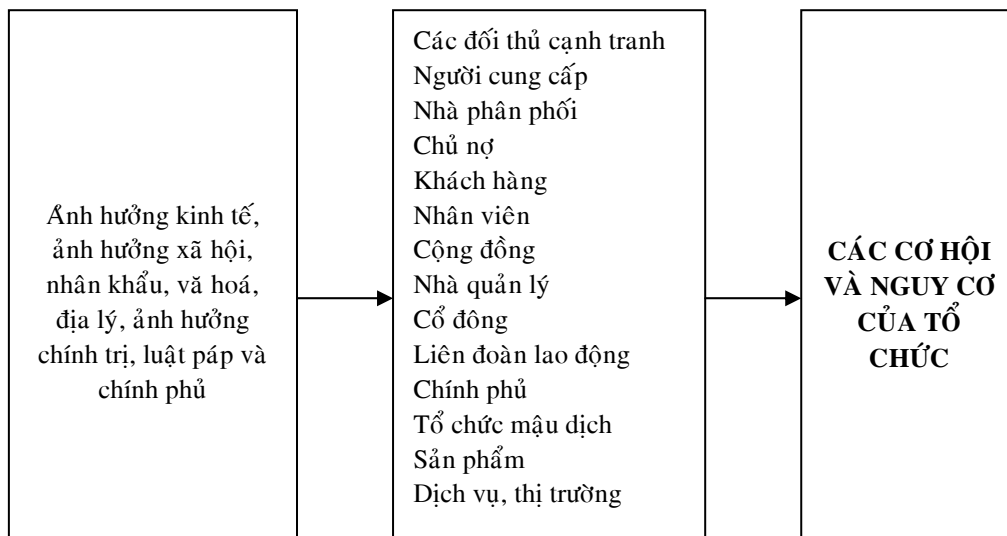 Ảnh hưởng kinh tế,
ảnh hưởng xã hội,
nhân khẩu, vă hoá,
địa lý, ảnh hưởng
chính trị, luật páp và
chính phủ
Các đối thủ cạnh tranh
Người cung cấp
Nhà phân phối
Chủ nợ
Khách hàng
Nhân viên
Cộng đồng
Nhà quản lý
Cổ đông
Liên đoàn lao động
Chính phủ
Tổ chức mậu dịch
Sản phẩm
Dịch vụ, thị trường
CÁC CƠ HỘI
VÀ NGUY CƠ
CỦA TỔ
CHỨC